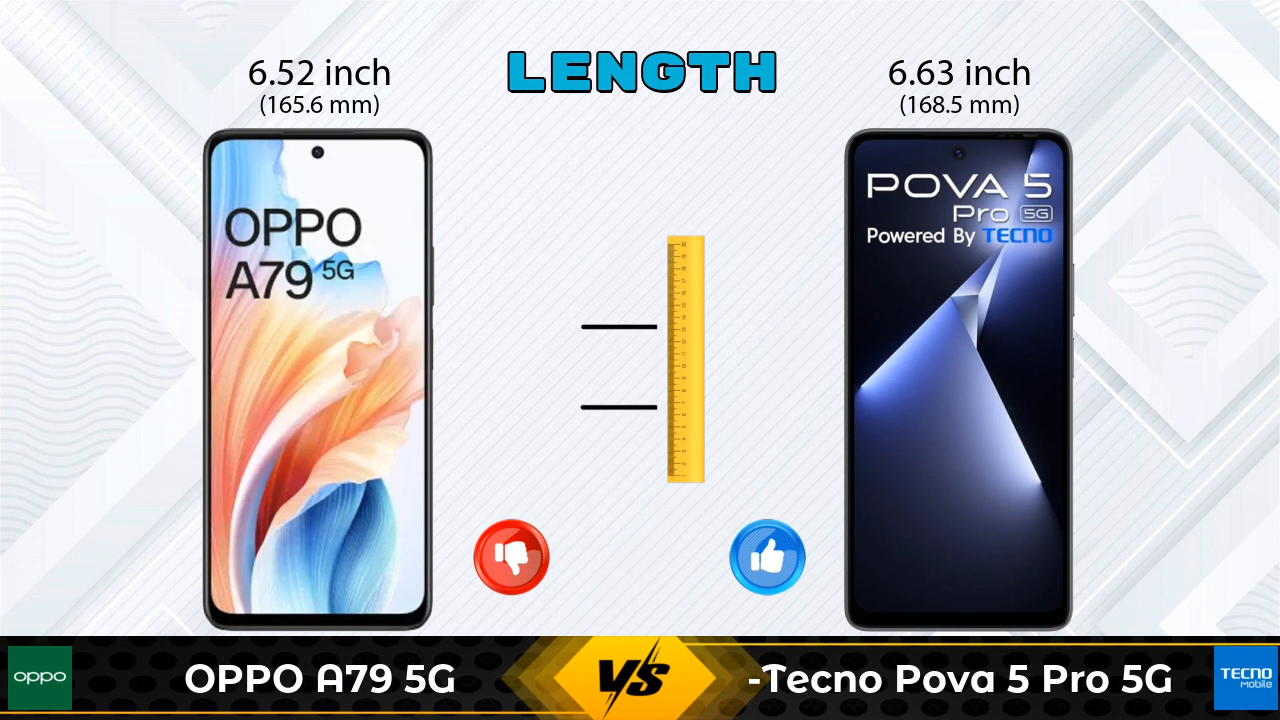 LENGTH
6.52 inch
(165.6 mm)
6.63 inch
(168.5 mm)
OPPO
A79 5G
POVA 5
Pro 5G
Powered By TECNO
oppo
OPPO A79 5G
VS
-Tecno Pova 5 Pro 5G
TECNO
mobile